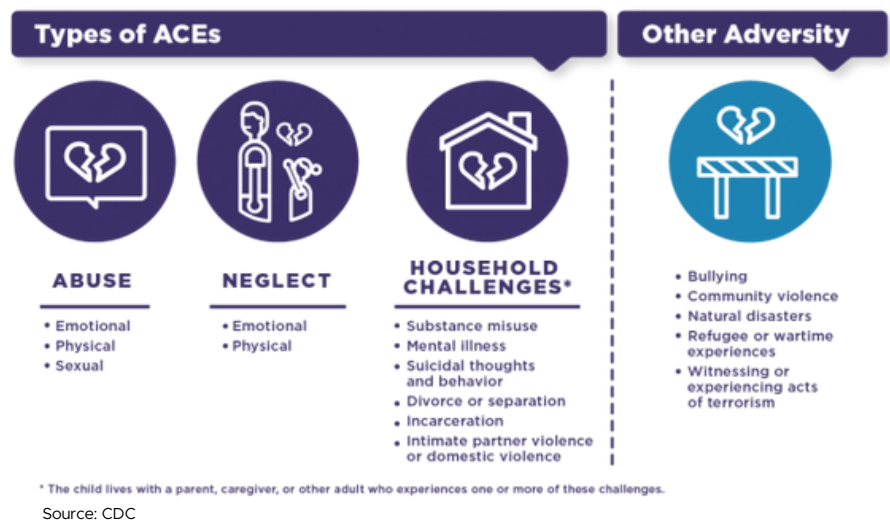 Types of ACEs
Other Adversity
ABUSE
• Emotional
• Physical
• Sexual
NEGLECT
• Emotional
• Physical
HOUSEHOLD
CHALLENGES*
• Substance misuse
• Mental illness
• Suicidal thoughts
and behavior
• Divorce or separation
• Incarceration
• Intimate partner violence
or domestic violence
• Bullying
• Community violence
• Natural disasters
• Refugee or wartime
experiences
• Witnessing or
experiencing acts
of terrorism
* The child lives with a parent, caregiver, or other adult who experiences one or more of these challenges.
Source: CDC